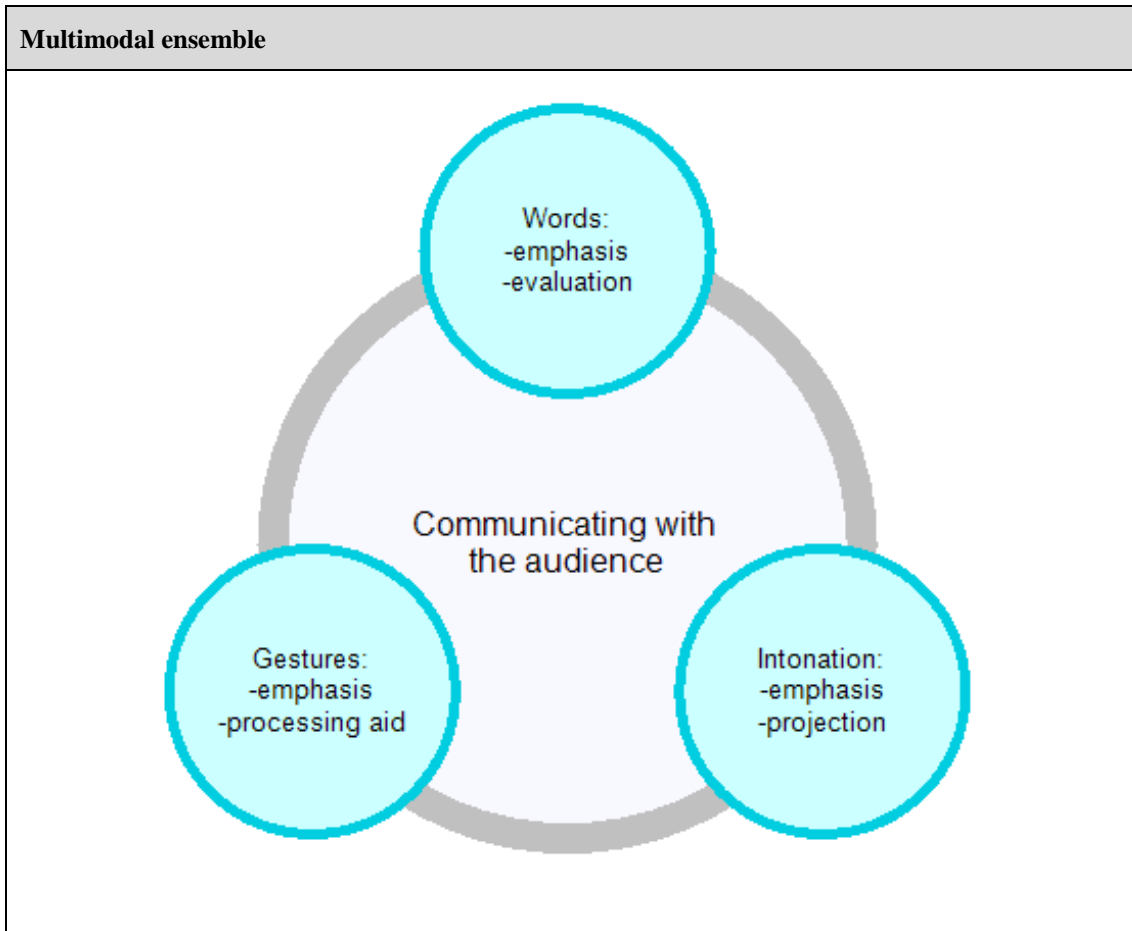 Multimodal ensemble
Words:
-emphasis
-evaluation
Communicating with
the audience
Gestures:
-emphasis
-processing aid
Intonation:
-emphasis
-projection